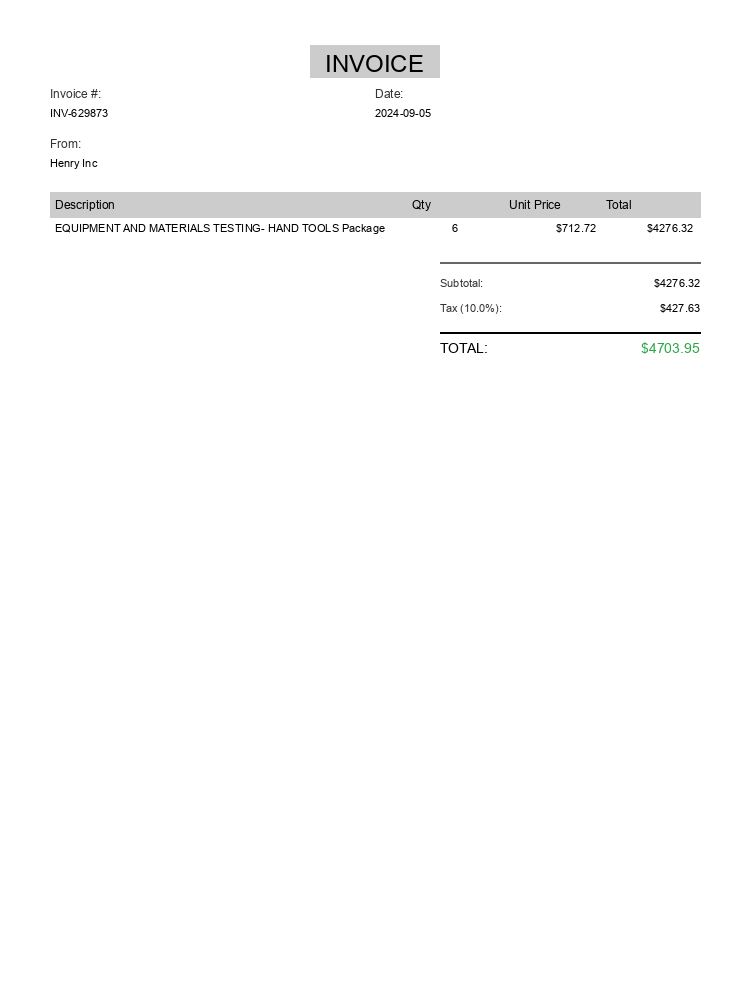 INVOICE
Invoice #: Date:
INV-629873 2024-09-05
From:
Henry Inc
Description Qty Unit Price Total
EQUIPMENT AND MATERIALS TESTING- HAND TOOLS Package 6 $712.72 $4276.32
Subtotal: $4276.32
Tax (10.0%): $427.63
TOTAL: $4703.95